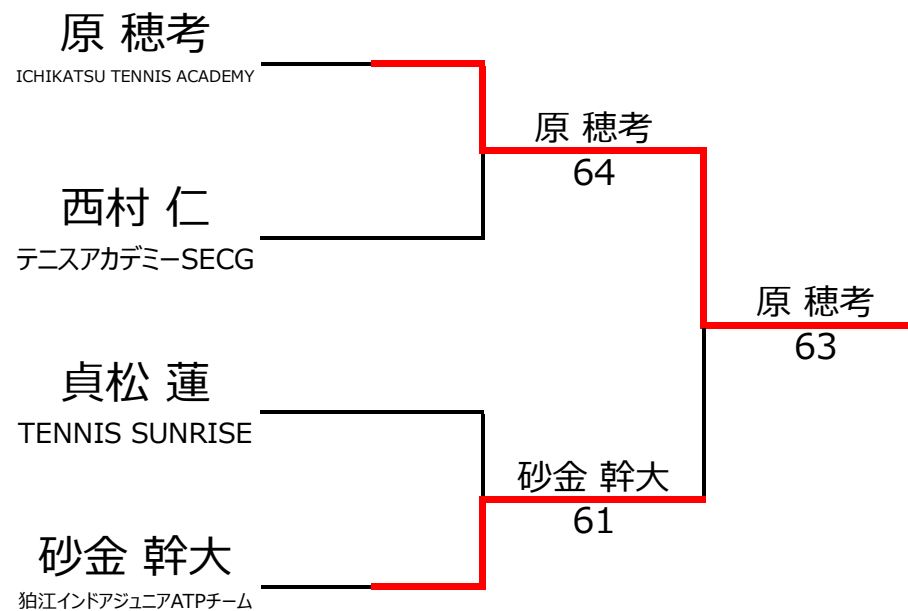 原 穂考
ICHIKATSU TENNIS ACADEMY
原 穂考
64
西村 仁
テニスアカデミーSECG
原 穂考
63
貞松 蓮
TENNIS SUNRISE
砂金 幹大
61
砂金 幹大
狛江インドアジュニアATPチーム